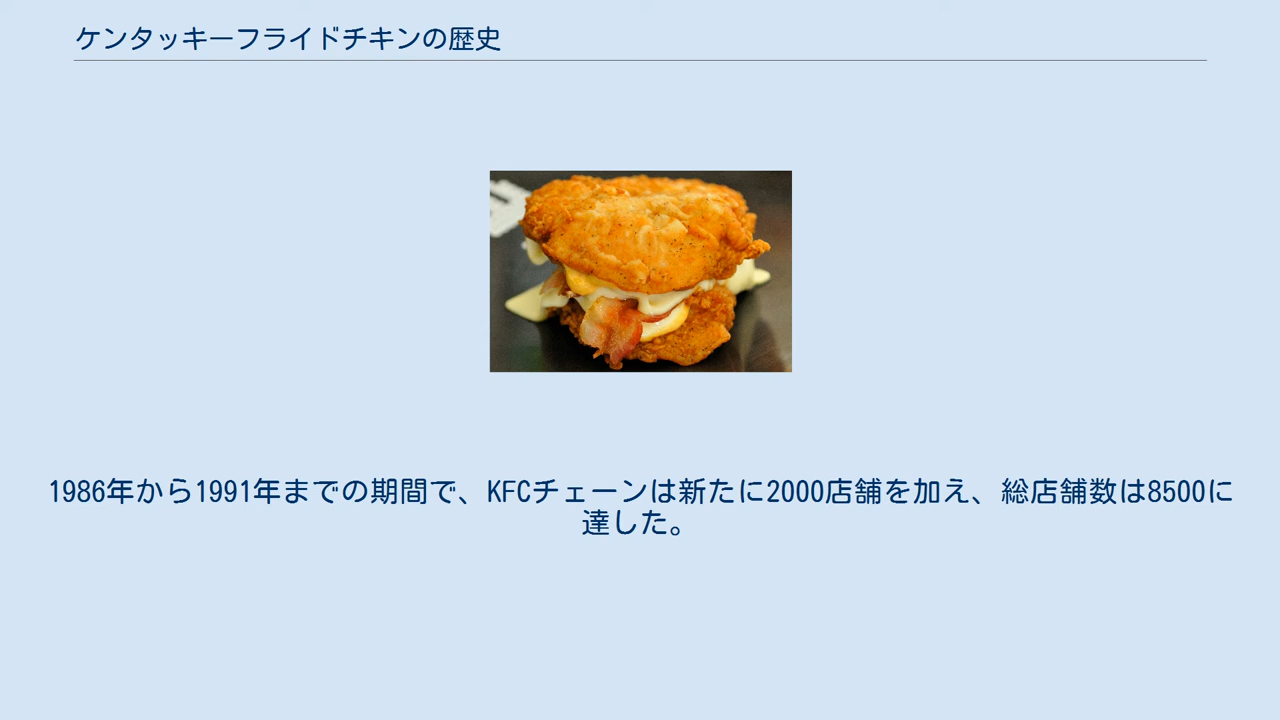 ケンタッキーフライドチキンの歴史
1986年から1991年までの期間で、KFCチェーンは新たに2000店舗を加え、総店舗数は8500に
達した。